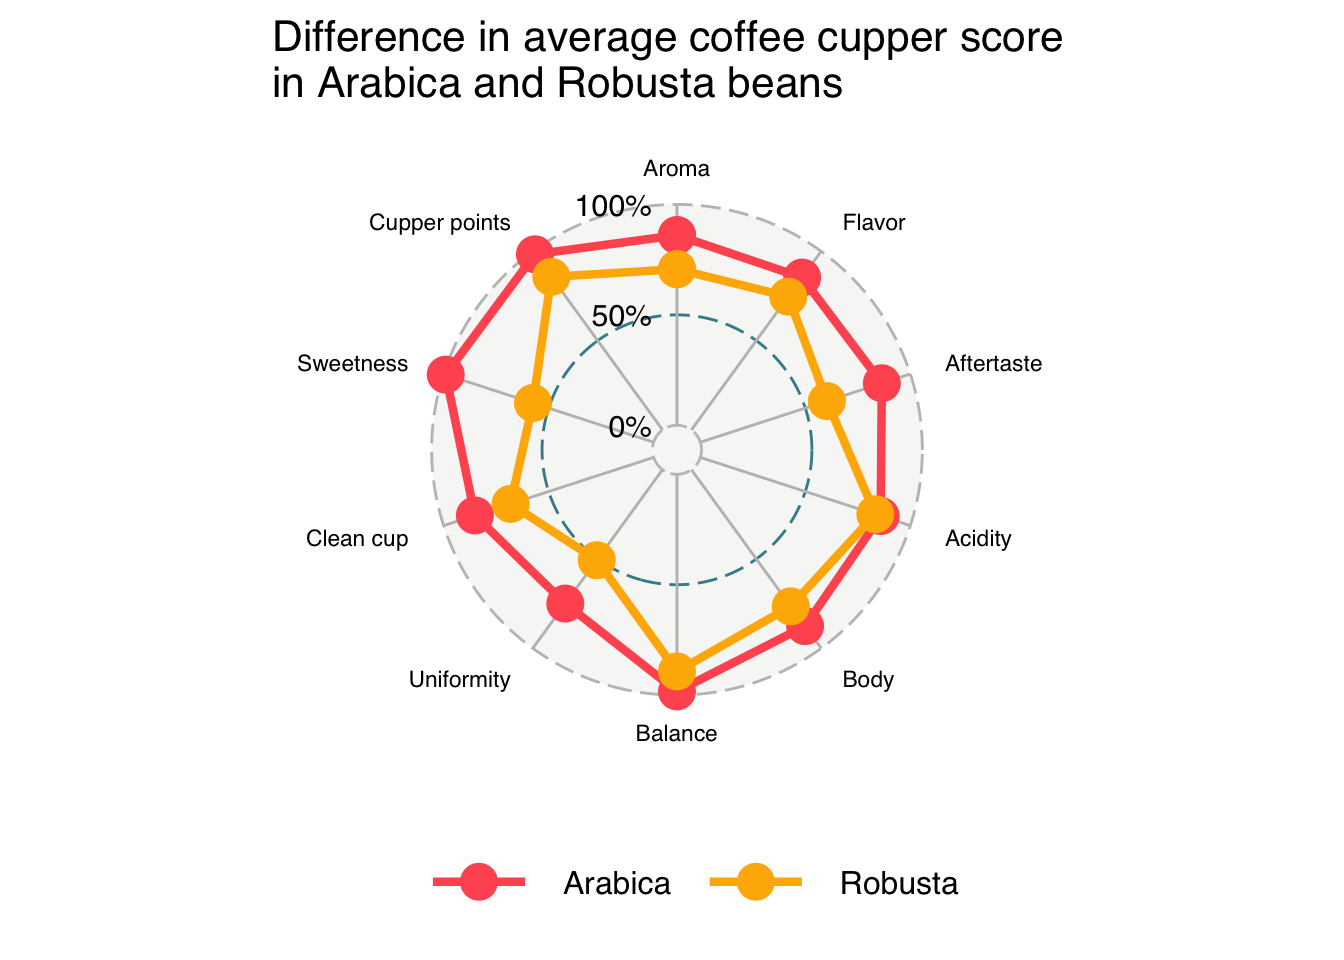 Difference in average coffee cupper score
in Arabica and Robusta beans
Aroma
100%
Cupper points
Flavor
50%
Sweetness
Aftertaste
0%
Clean cup
Acidity
Uniformity
Body
Balance
Arabica
Robusta